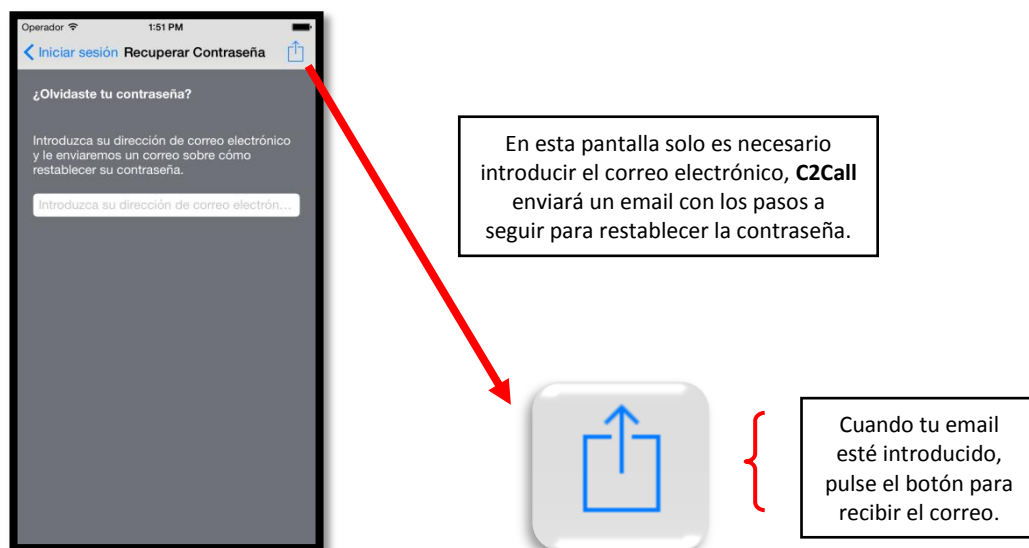 Operador 1:51 PM
Iniciar sesión Recuperar Contraseña
¿Olvidaste tu contraseña?
Introduzca su dirección de correo electrónico
y le enviaremos un correo sobre cómo
restablecer su contraseña.
Introduzca su dirección de correo electrón...
En esta pantalla solo es necesario
introducir el correo electrónico, C2Call
enviará un email con los pasos a
seguir para restablecer la contraseña.
Cuando tu email
esté introducido,
pulse el botón para
recibir el correo.